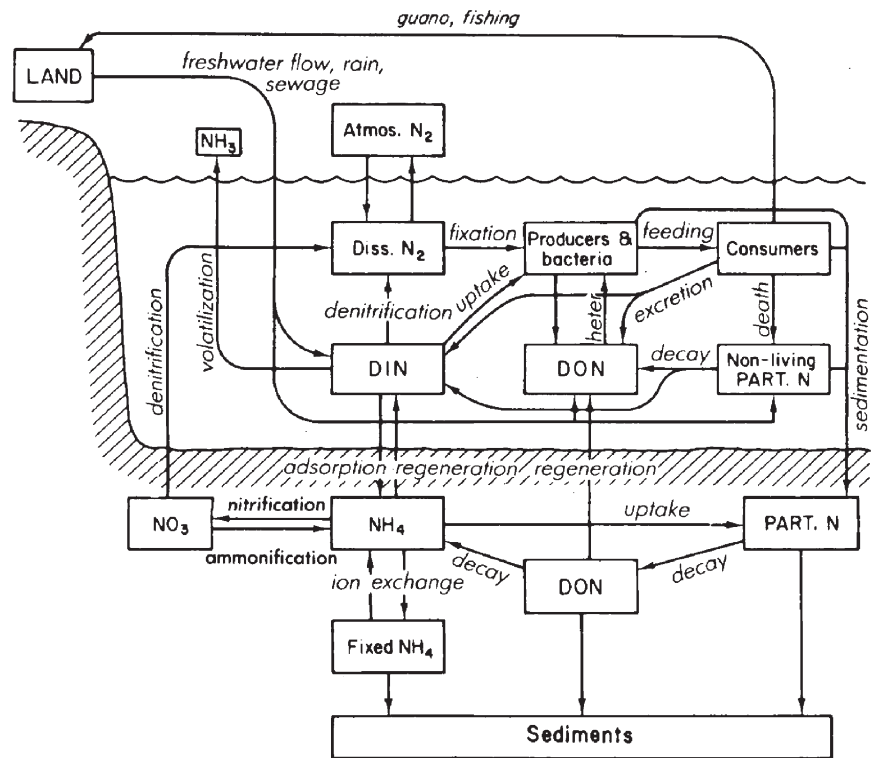 guano, fishing
LAND
freshwater flow, rain,
sewage
NH₃
Atmos. N₂
Diss. N₂
fixation
Producers &
bacteria
feeding
Consumers
denitrification
volatilization
denitrification
uptake
heter
excretion
death
sedimentation
DIN
DON
decay
Non-living
PART. N
adsorption regeneration regeneration
NO₃
nitrification
ammonification
NH₄
uptake
PART. N
ion exchange
decay
DON
decay
Fixed NH₄
Sediments